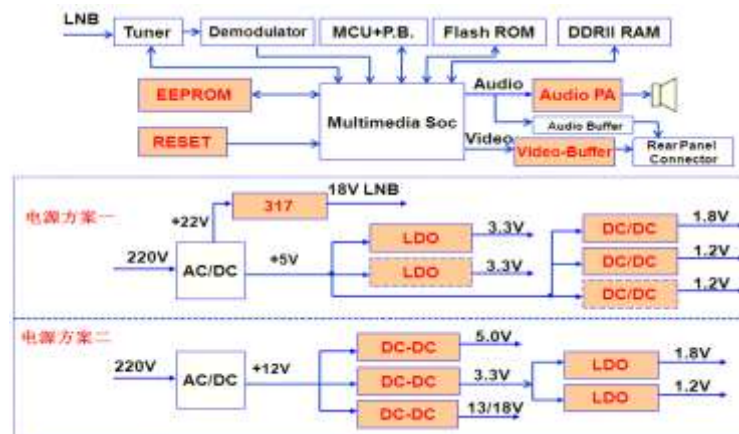 LNB
Tuner
Demodulator
MCU+P.B.
Flash ROM
DDRII RAM
EEPROM
RESET
Multimedia Soc
Audio
Audio PA
Audio Buffer
Video
Video-Buffer
Rear Panel
Connector
电源方案一
+22V
317
18V LNB
220V
AC/DC
+5V
LDO
3.3V
LDO
3.3V
DC/DC
1.8V
DC/DC
1.2V
DC/DC
1.2V
电源方案二
220V
AC/DC
+12V
DC-DC
5.0V
DC-DC
3.3V
DC-DC
13/18V
LDO
1.8V
LDO
1.2V